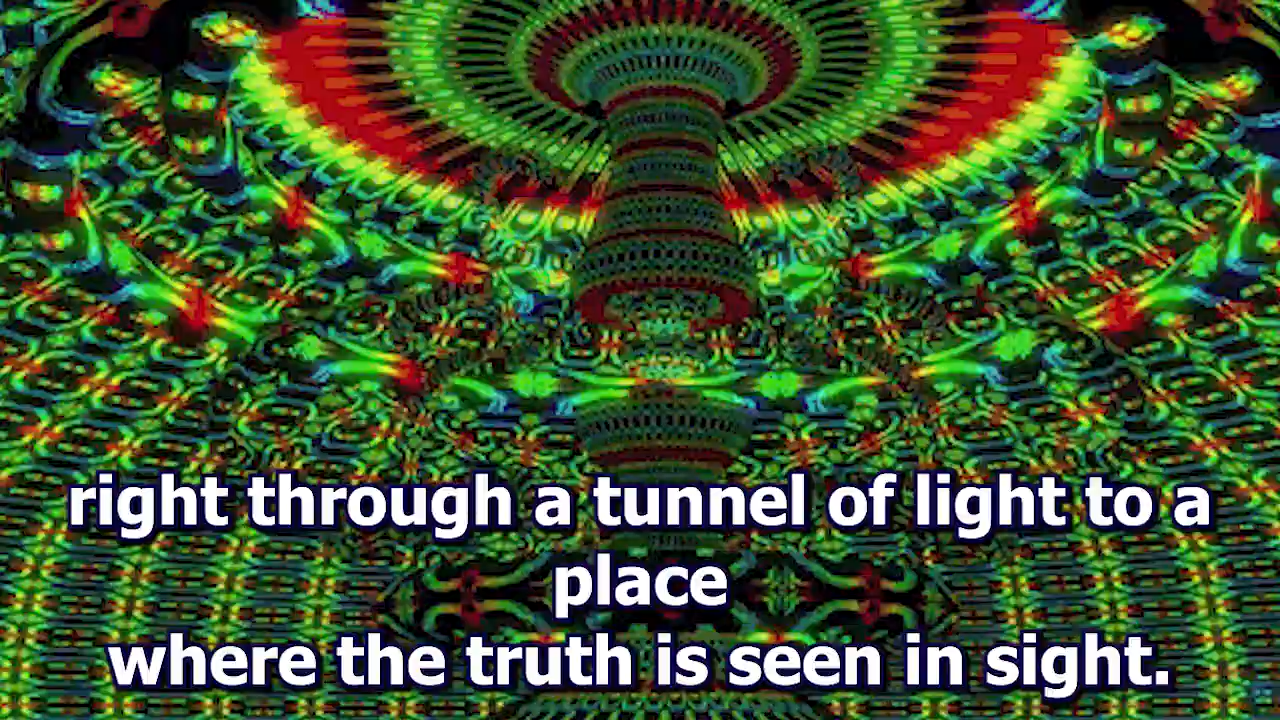 right through a tunnel of light to a
place
where the truth is seen in sight.